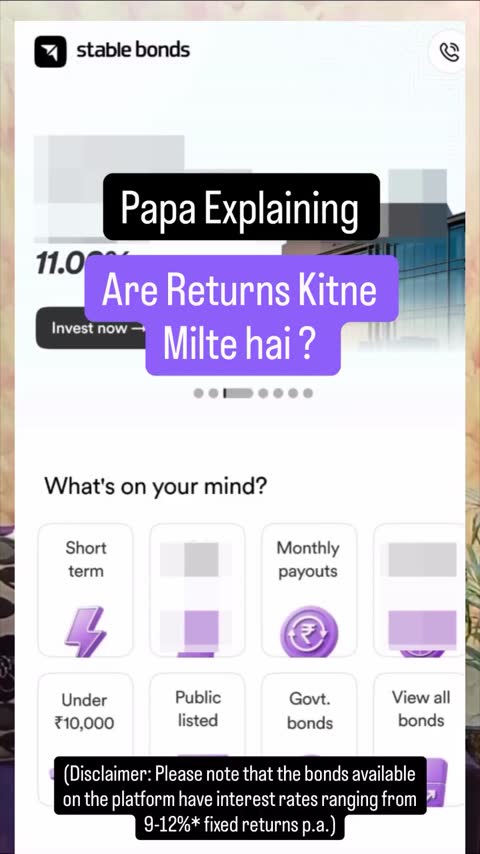 stable bonds
Papa Explaining
Are Returns Kitne
Milte hai ?
Invest now →
What's on your mind?
Short
term
Monthly
payouts
Under
₹10,000
Public
listed
Govt.
bonds
View all
bonds
(Disclaimer: Please note that the bonds available
on the platform have interest rates ranging from
9-12%* fixed returns p.a.)